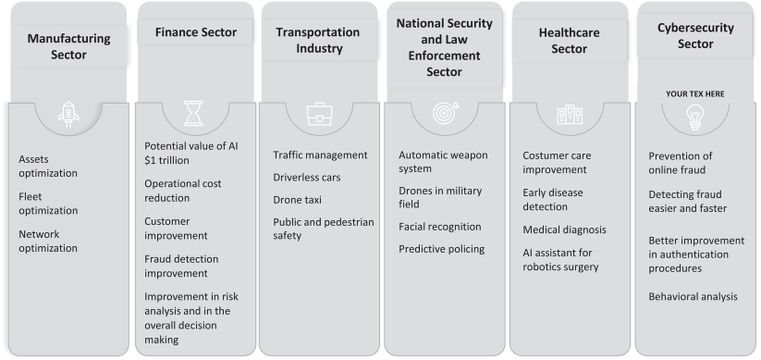 Manufacturing
Sector
Assets
optimization
Fleet
optimization
Network
optimization
Finance Sector
Potential value of AI
$1 trillion
Operational cost
reduction
Customer
improvement
Fraud detection
improvement
Improvement in risk
analysis and in the
overall decision
making
Transportation
Industry
Traffic management
Driverless cars
Drone taxi
Public and pedestrian
safety
National Security
and Law
Enforcement
Sector
Automatic weapon
system
Drones in military
field
Facial recognition
Predictive policing
Healthcare
Sector
Costumer care
improvement
Early disease
detection
Medical diagnosis
AI assistant for
robotics surgery
Cybersecurity
Sector
YOUR TEX HERE
Prevention of
online fraud
Detecting fraud
easier and faster
Better improvement
in authentication
procedures
Behavioral analysis